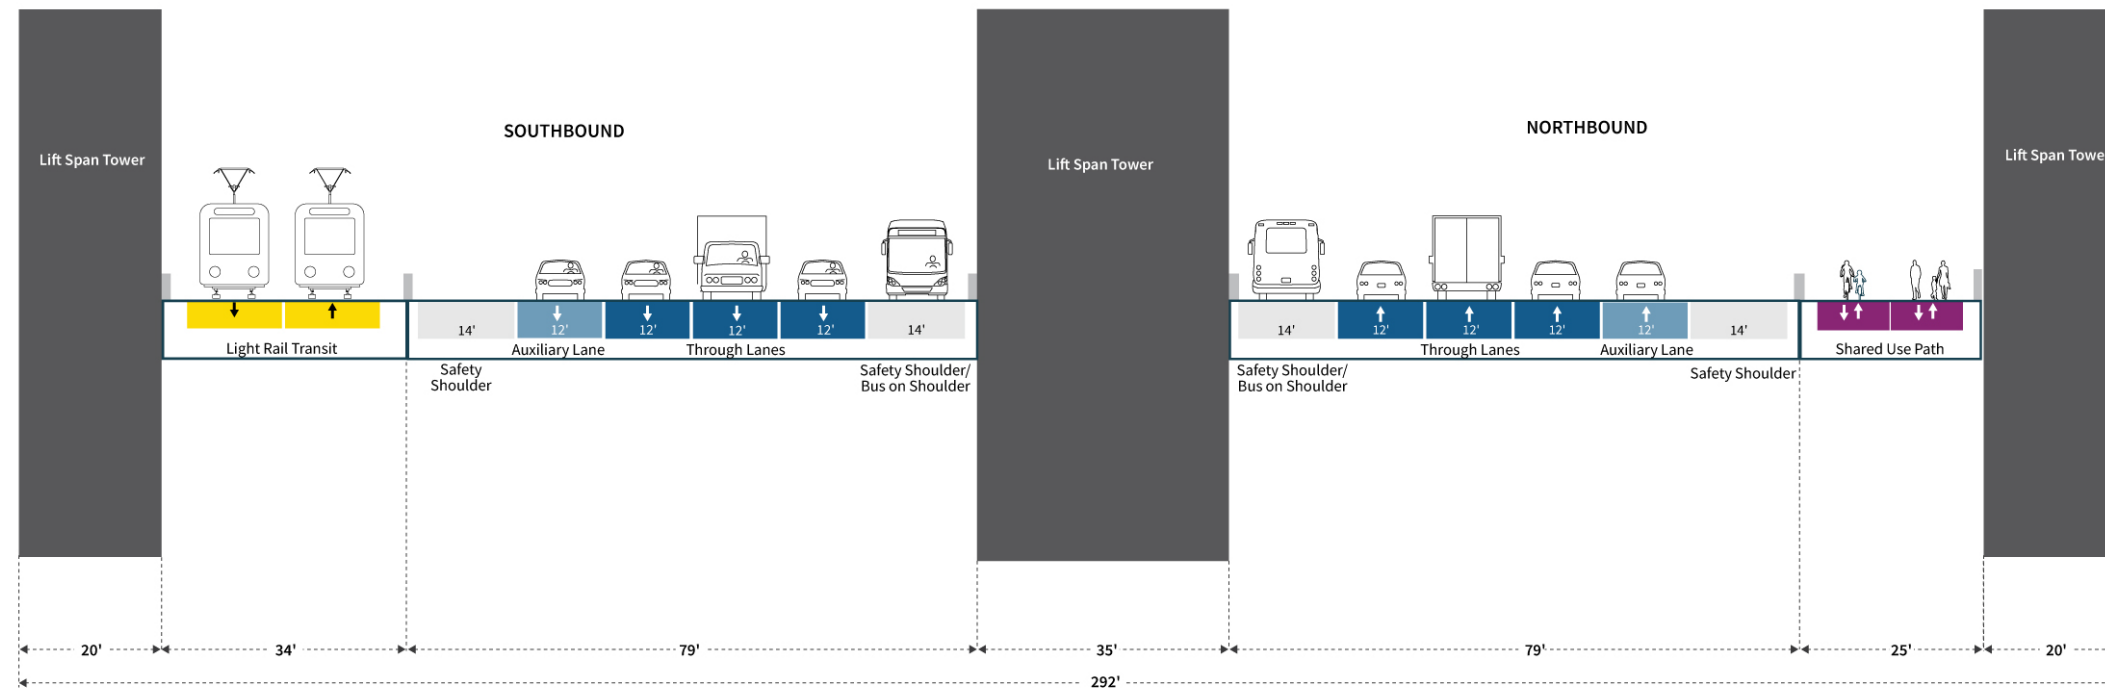 SOUTHBOUND
NORTHBOUND
Lift Span Tower
Lift Span Tower
Lift Span Towe
14'
12'
12'
12'
12'
14'
14'
12'
12'
12'
12'
14'
Light Rail Transit
Auxiliary Lane
Through Lanes
Through Lanes
Auxiliary Lane
Shared Use Path
Safety
Shoulder
Safety Shoulder/
Bus on Shoulder
Safety Shoulder/
Bus on Shoulder
Safety Shoulder
20'
34'
79'
35'
79'
25'
20'
292'